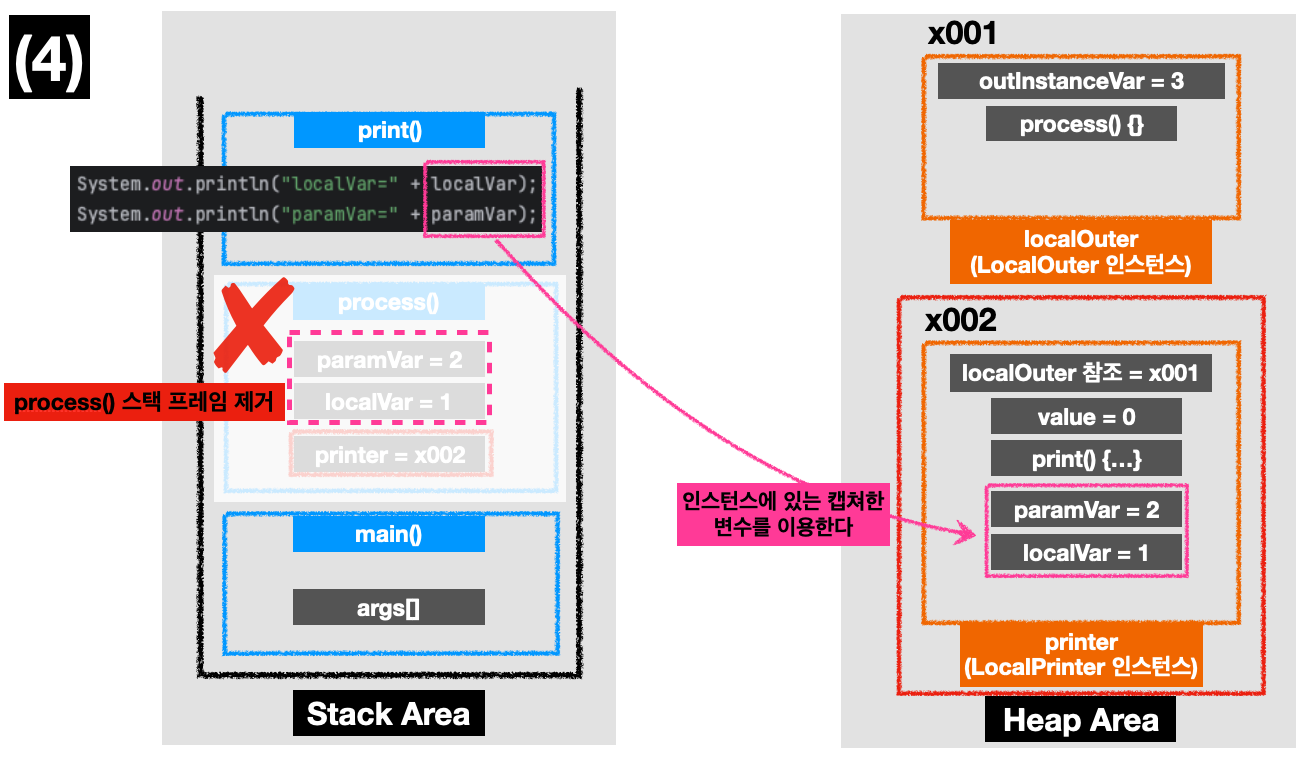 (4)
print()
System.out.println("localVar=" + localVar);
System.out.println("paramVar=" + paramVar);
process()
paramVar = 2
localVar = 1
printer = x002
process() 스택 프레임 제거
main()
args[]
Stack Area
인스턴스에 있는 캡쳐한
변수를 이용한다
x001
outInstanceVar = 3
process() {}
localOuter
(LocalOuter 인스턴스)
x002
localOuter 참조 = x001
value = 0
print() {...}
paramVar = 2
localVar = 1
printer
(LocalPrinter 인스턴스)
Heap Area